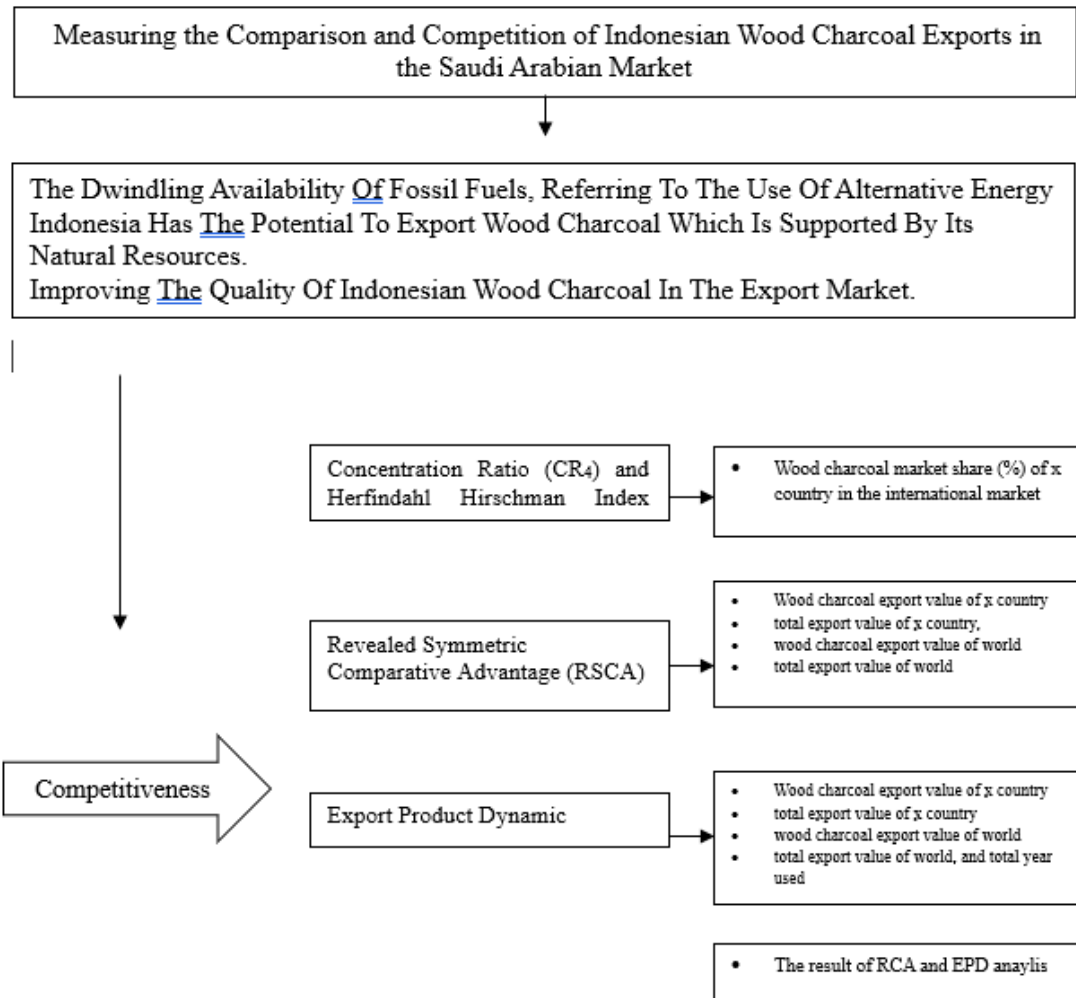 Measuring the Comparison and Competition of Indonesian Wood Charcoal Exports in
the Saudi Arabian Market
The Dwindling Availability Of Fossil Fuels, Referring To The Use Of Alternative Energy
Indonesia Has The Potential To Export Wood Charcoal Which Is Supported By Its
Natural Resources.
Improving The Quality Of Indonesian Wood Charcoal In The Export Market.
Concentration Ratio (CR4) and
Herfindahl Hirschman Index
• Wood charcoal market share (%) of x
country in the international market
Revealed Symmetric
Comparative Advantage (RSCA)
• Wood charcoal export value of x country
• total export value of x country,
• wood charcoal export value of world
• total export value of world
Competitiveness
Export Product Dynamic
• Wood charcoal export value of x country
• total export value of x country
• wood charcoal export value of world
• total export value of world, and total year
used
• The result of RCA and EPD anaylis